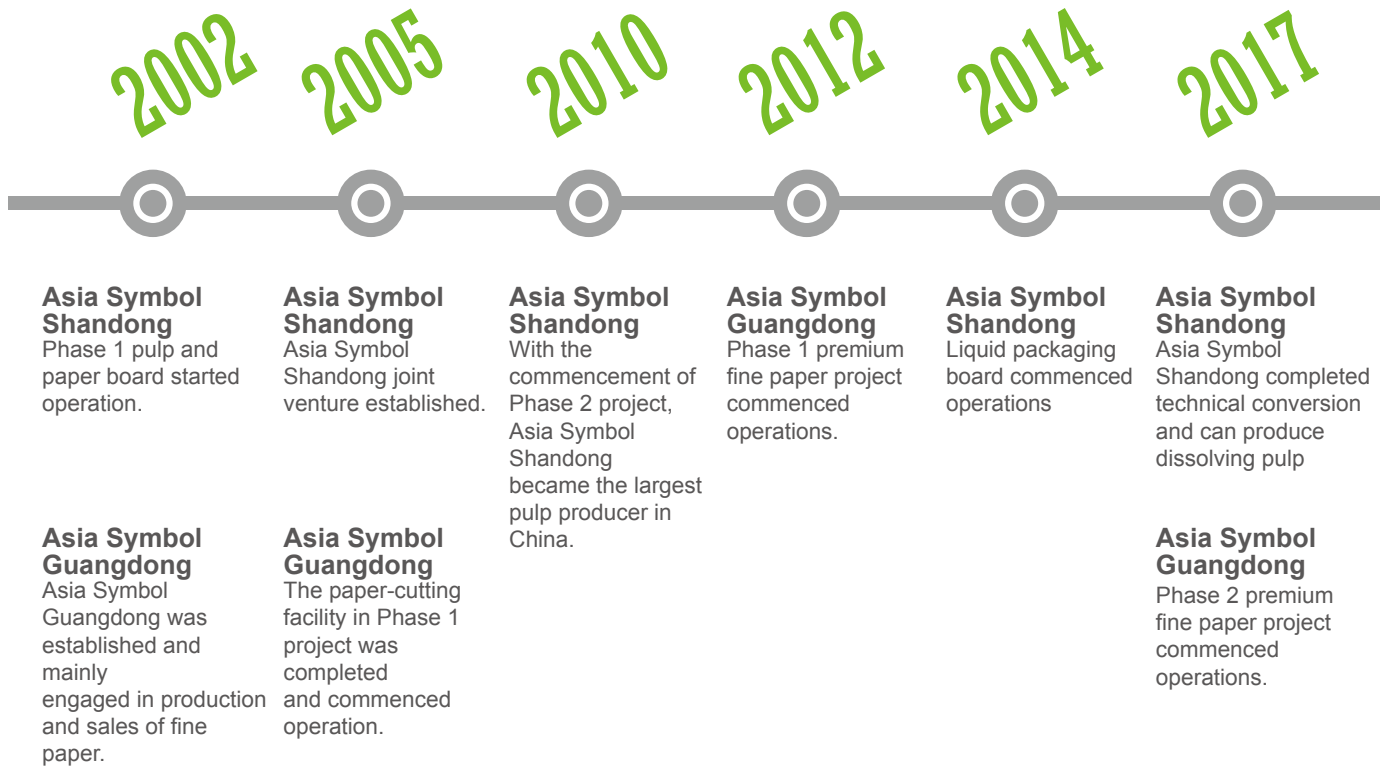 2002
2005
2010
2012
2014
2017
Asia Symbol
Shandong
Phase 1 pulp and
paper board started
operation.
Asia Symbol
Guangdong
Asia Symbol
Guangdong was
established and
mainly
engaged in production
and sales of fine
paper.
Asia Symbol
Shandong
Asia Symbol
Shandong joint
venture established.
Asia Symbol
Guangdong
The paper-cutting
facility in Phase 1
project was
completed
and commenced
operation.
Asia Symbol
Shandong
With the
commencement of
Phase 2 project,
Asia Symbol
Shandong
became the largest
pulp producer in
China.
Asia Symbol
Guangdong
Phase 1 premium
fine paper project
commenced
operations.
Asia Symbol
Shandong
Liquid packaging
board commenced
operations
Asia Symbol
Shandong
Asia Symbol
Shandong completed
technical conversion
and can produce
dissolving pulp
Asia Symbol
Guangdong
Phase 2 premium
fine paper project
commenced
operations.